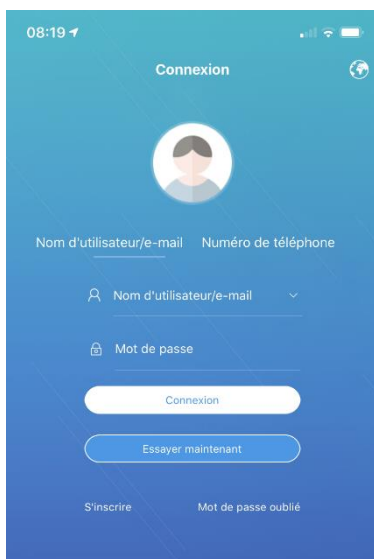 08:19
Connexion
Nom d'utilisateur/e-mail Numéro de téléphone
Nom d'utilisateur/e-mail
Mot de passe
Connexion
Essayer maintenant
S'inscrire Mot de passe oublié